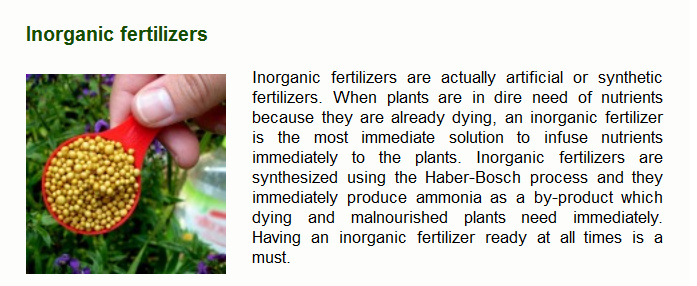 Inorganic fertilizers
Inorganic fertilizers are actually artificial or synthetic
fertilizers. When plants are in dire need of nutrients
because they are already dying, an inorganic fertilizer
is the most immediate solution to infuse nutrients
immediately to the plants. Inorganic fertilizers are
synthesized using the Haber-Bosch process and they
immediately produce ammonia as a by-product which
dying and malnourished plants need immediately.
Having an inorganic fertilizer ready at all times is a
must.